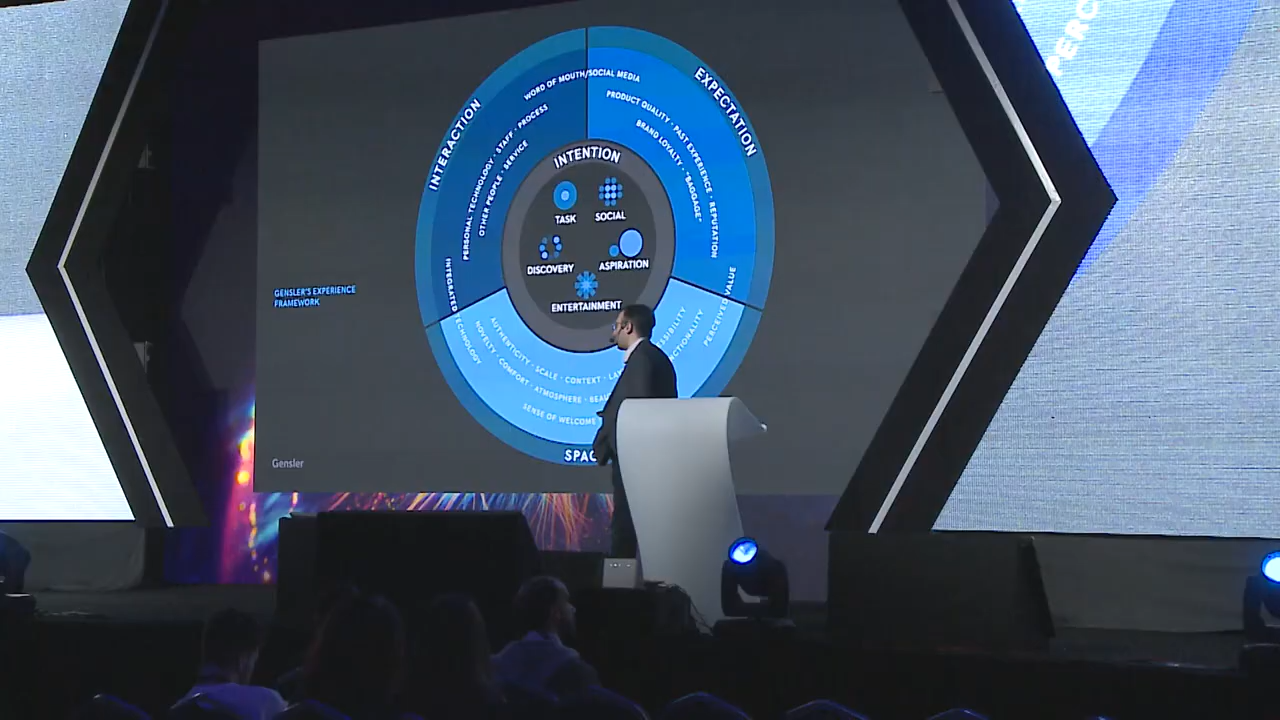 PERC
INTERACTION
WORD OF MOUTH/SOCIAL MEDIA
PERSONAL TECHNOLOGY · STAFF · PROCESS
OTHER PEOPLE · SERVICE
EXPECTATION
PRODUCT QUALITY · PAST EXPERIENCE · REPUTATION
BRAND LOYALTY · "BAGGAGE"
INTENTION
TASK
SOCIAL
DISCOVERY
ASPIRATION
ENTERTAINMENT
GENSLER'S EXPERIENCE
FRAMEWORK
INTEGRATED TECHNOLOGY
PERCEIVED VALUE
AUTHENTICITY · SCALE · CONTEXT ·
NOVELTY · COMFORT · ATMOSPHERE ·
SENSE OF WELCOME
SPAC
Gensler